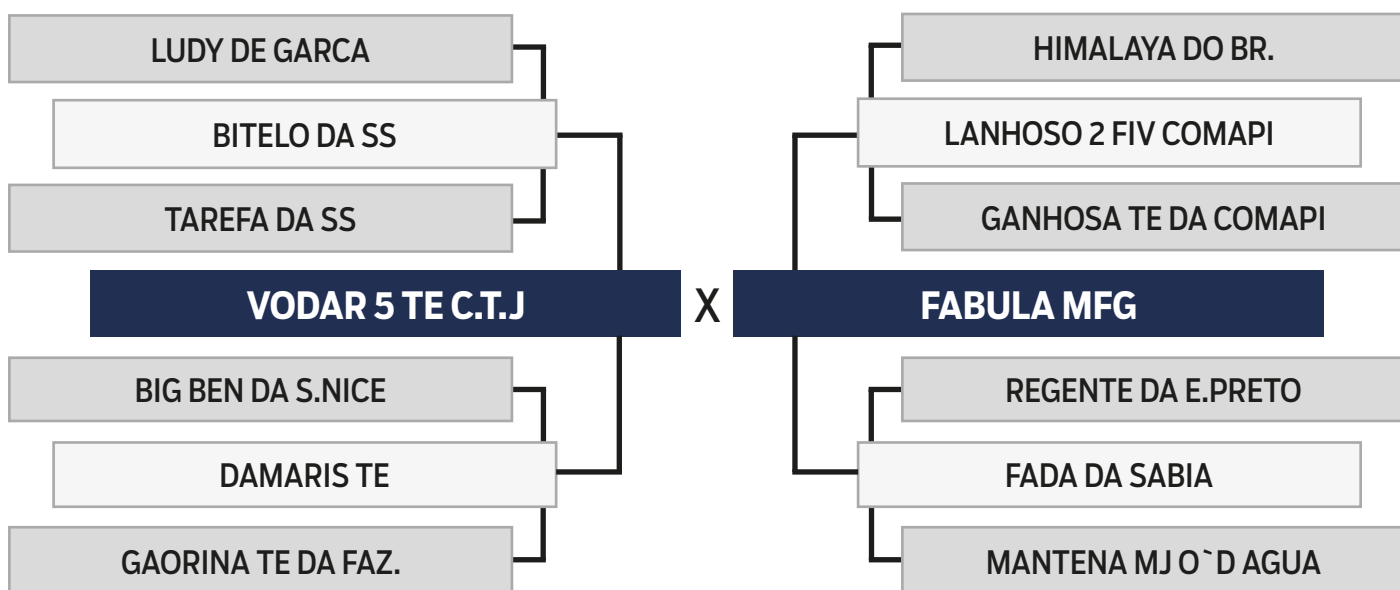 LUDY DE GARCA
BITELO DA SS
TAREFA DA SS
VODAR 5 TE C.T.J
BIG BEN DA S.NICE
DAMARIS TE
GAORINA TE DA FAZ.
X
HIMALAYA DO BR.
LANHOSO 2 FIV COMAPI
GANHOSA TE DA COMAPI
FABULA MFG
REGENTE DA E.PRETO
FADA DA SABIA
MANTENA MJ O`D AGUA